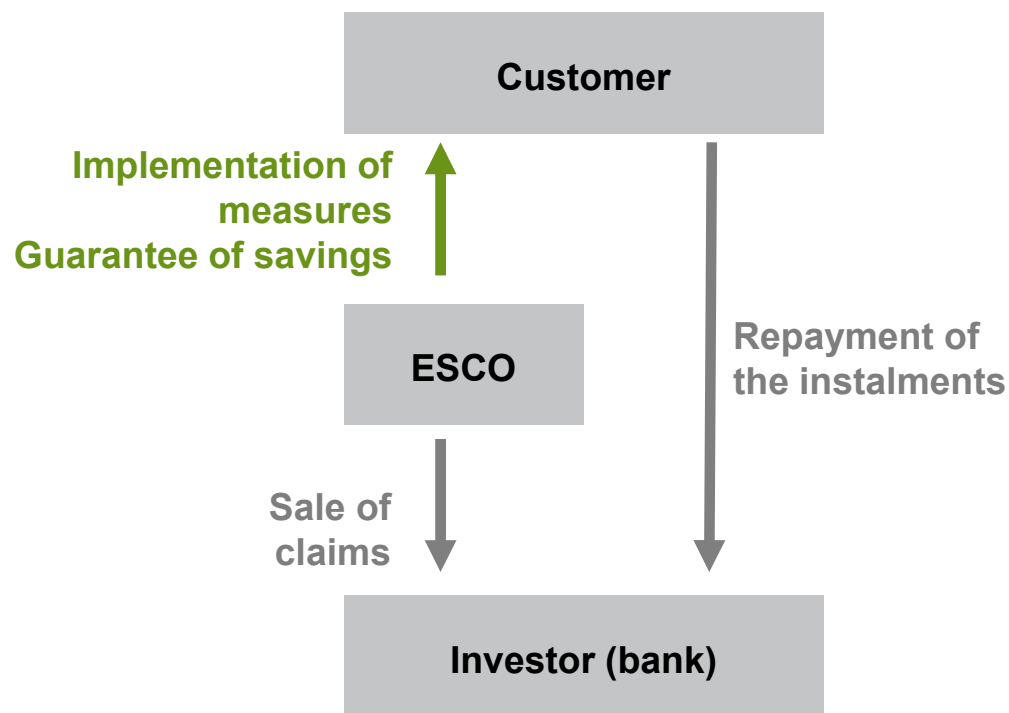 Customer
Implementation of
measures
Guarantee of savings
ESCO
Repayment of
the instalments
Sale of
claims
Investor (bank)